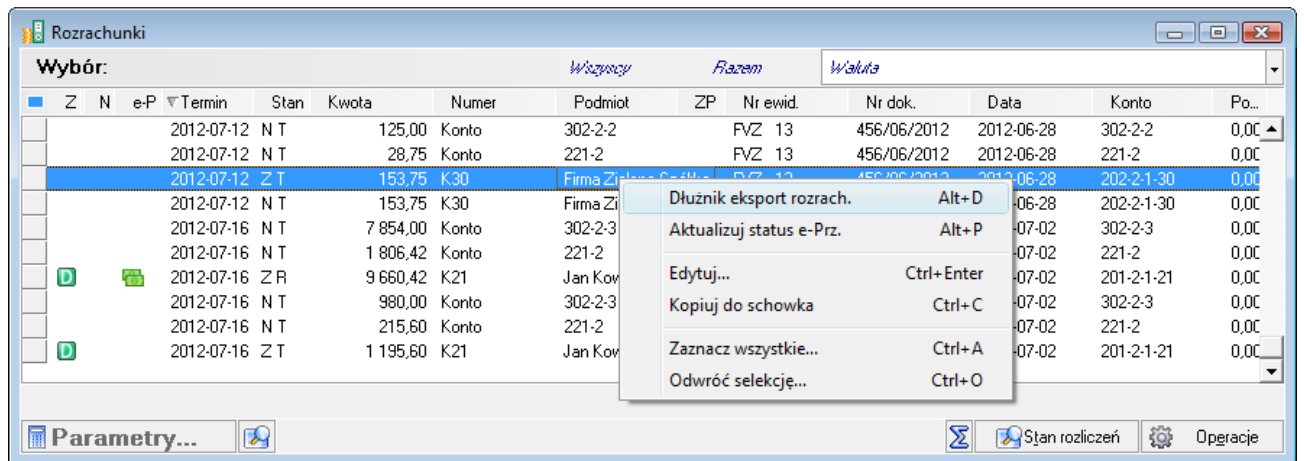 Rozrachunki
Wybór: Wszyscy Razem Waluta
Z N e-P Termin Stan Kwota Numer Podmiot ZP Nr ewid. Nr dok. Data Konto Po...
2012-07-12 N T 125,00 Konto 302-2-2 FVZ 13 456/06/2012 2012-06-28 302-2-2 0,00
2012-07-12 N T 28,75 Konto 221-2 FVZ 13 456/06/2012 2012-06-28 221-2 0,00
2012-07-12 Z T 153,75 K30 Firma Zielona Spółka FVZ 13 456/06/2012 2012-06-28 202-2-1-30 0,00
Dłużnik eksport rozrach. Alt+D
2012-07-12 N T 153,75 K30 Firma Zi -06-28 202-2-1-30 0,00
Aktualizuj status e-Prz. Alt+P
2012-07-16 N T 7 854,00 Konto 302-2-3 -07-02 302-2-3 0,00
2012-07-16 N T 1 806,42 Konto 221-2 -07-02 221-2 0,00
Edytuj... Ctrl+Enter
D 2012-07-16 Z R 9 660,42 K21 Jan Kow -07-02 201-2-1-21 0,00
Kopiuj do schowka Ctrl+C
2012-07-16 N T 980,00 Konto 302-2-3 -07-02 302-2-3 0,00
2012-07-16 N T 215,60 Konto 221-2 -07-02 221-2 0,00
Zaznacz wszystkie... Ctrl+A
D 2012-07-16 Z T 1 195,60 K21 Jan Kow -07-02 201-2-1-21 0,00
Odwróć selekcję... Ctrl+O
Parametry... Σ Stan rozliczeń Operacje